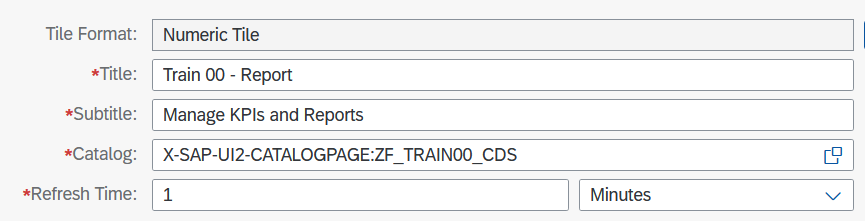 Tile Format: Numeric Tile
*Title: Train 00 - Report
*Subtitle: Manage KPIs and Reports
*Catalog: X-SAP-UI2-CATALOGPAGE:ZF_TRAIN00_CDS
*Refresh Time: 1 Minutes